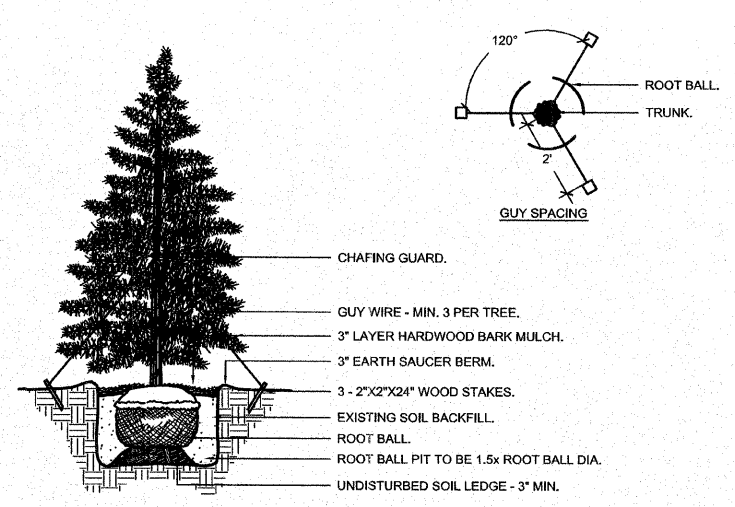 120°
ROOT BALL.
TRUNK.
2'
GUY SPACING
CHAFING GUARD.
GUY WIRE - MIN. 3 PER TREE.
3" LAYER HARDWOOD BARK MULCH.
3" EARTH SAUCER BERM.
3 - 2"X2"X24" WOOD STAKES.
EXISTING SOIL BACKFILL.
ROOT BALL.
ROOT BALL PIT TO BE 1.5x ROOT BALL DIA.
UNDISTURBED SOIL LEDGE - 3" MIN.